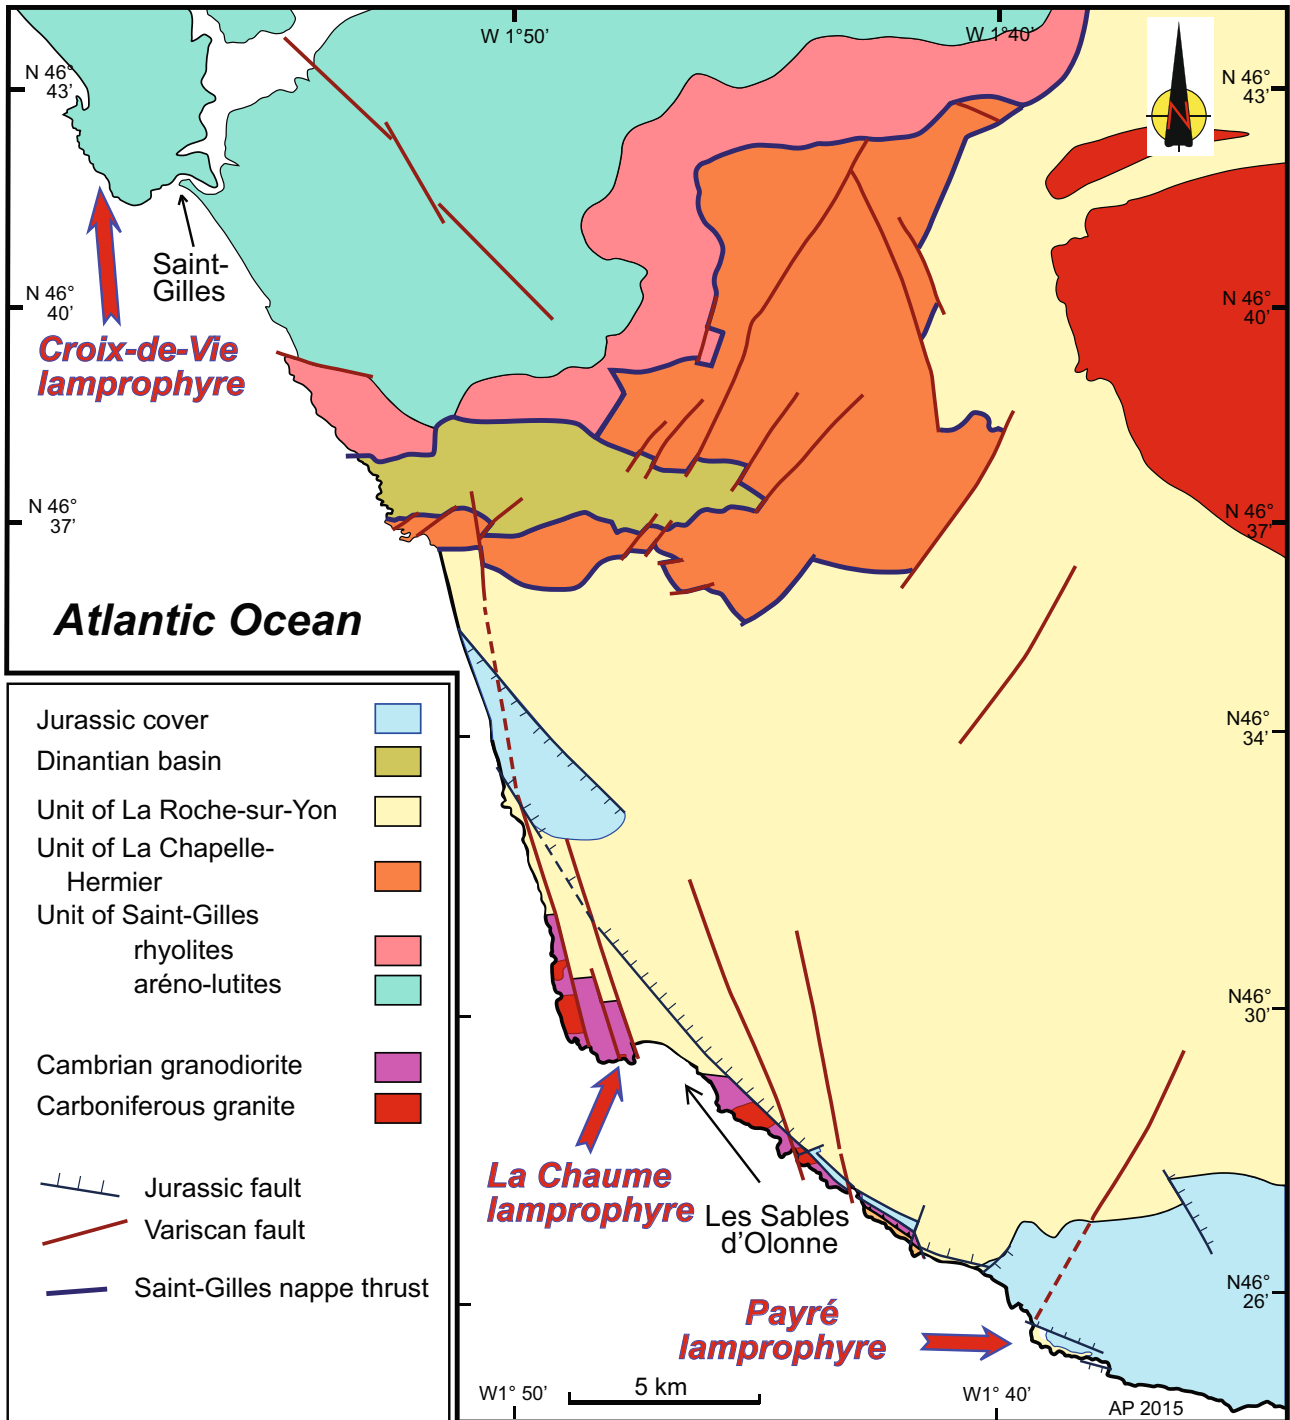 W 1°50'
W 1°40'
N 46°
43'
N 46°
43'
N
Saint-
Gilles
N 46°
40'
N 46°
40'
Croix-de-Vie
lamprophyre
N 46°
37'
N 46°
37'
Atlantic Ocean
Jurassic cover
Dinantian basin
Unit of La Roche-sur-Yon
Unit of La Chapelle-
Hermier
Unit of Saint-Gilles
rhyolites
aréno-lutites
Cambrian granodiorite
Carboniferous granite
Jurassic fault
Variscan fault
Saint-Gilles nappe thrust
N46°
34'
N46°
30'
La Chaume
lamprophyre
Les Sables
d'Olonne
N46°
26'
Payré
lamprophyre
W1° 50'
5 km
W1° 40'
AP 2015